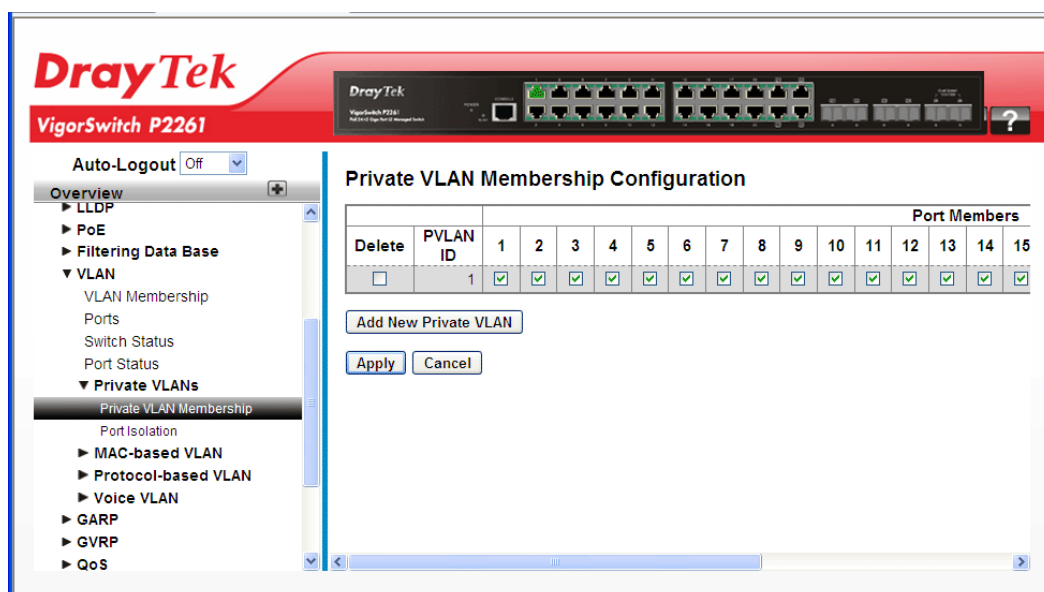 DrayTek
VigorSwitch P2261
DrayTek
VigorSwitch P2261
?
Auto-Logout Off
Overview
LLDP
PoE
Filtering Data Base
VLAN
VLAN Membership
Ports
Switch Status
Port Status
Private VLANs
Private VLAN Membership
Port Isolation
MAC-based VLAN
Protocol-based VLAN
Voice VLAN
GARP
GVRP
QoS
Private VLAN Membership Configuration
Port Members
Delete PVLAN ID 1 2 3 4 5 6 7 8 9 10 11 12 13 14 15
1
Add New Private VLAN
Apply Cancel